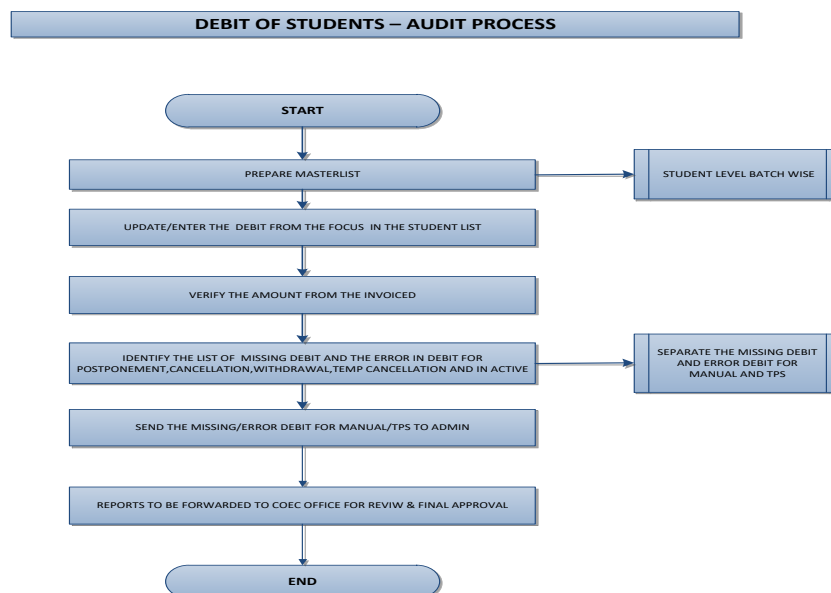 DEBIT OF STUDENTS – AUDIT PROCESS
START
PREPARE MASTERLIST
STUDENT LEVEL BATCH WISE
UPDATE/ENTER THE DEBIT FROM THE FOCUS IN THE STUDENT LIST
VERIFY THE AMOUNT FROM THE INVOICED
IDENTIFY THE LIST OF MISSING DEBIT AND THE ERROR IN DEBIT FOR
POSTPONEMENT,CANCELLATION,WITHDRAWAL,TEMP CANCELLATION AND IN ACTIVE
SEPARATE THE MISSING DEBIT
AND ERROR DEBIT FOR
MANUAL AND TPS
SEND THE MISSING/ERROR DEBIT FOR MANUAL/TPS TO ADMIN
REPORTS TO BE FORWARDED TO COEC OFFICE FOR REVIW & FINAL APPROVAL
END